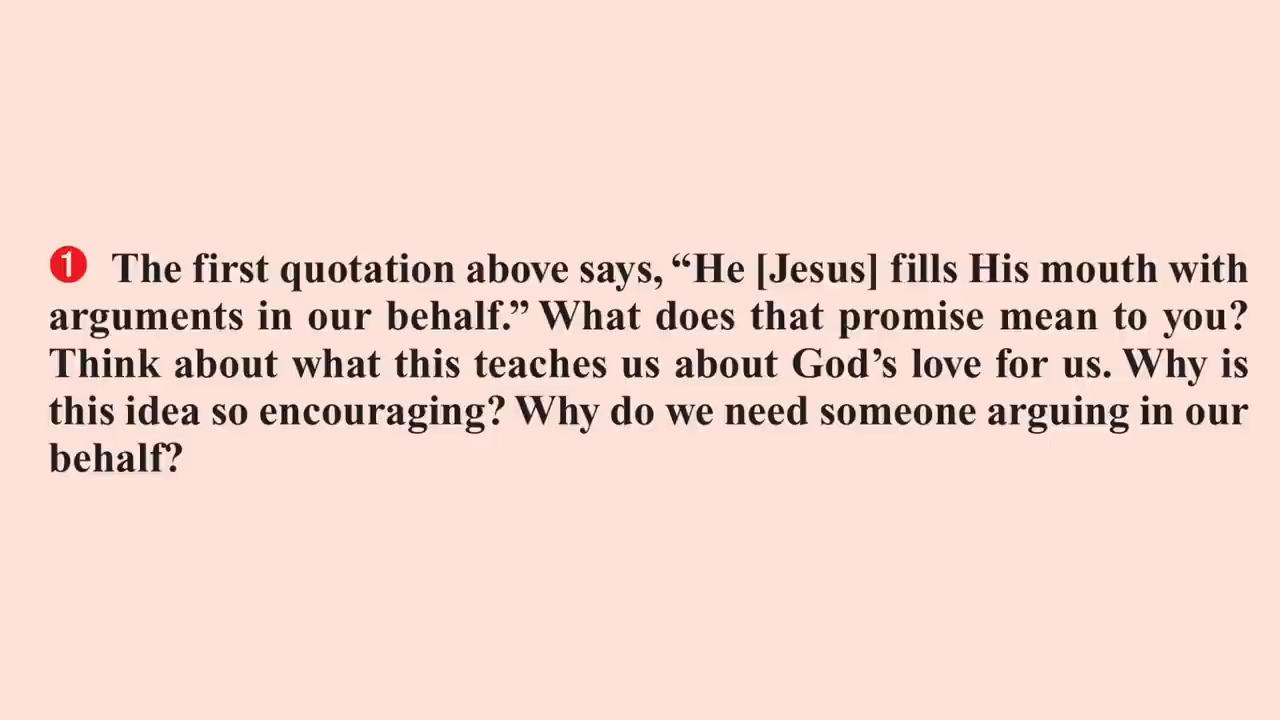 ❶ The first quotation above says, “He [Jesus] fills His mouth with
arguments in our behalf.” What does that promise mean to you?
Think about what this teaches us about God’s love for us. Why is
this idea so encouraging? Why do we need someone arguing in our
behalf?